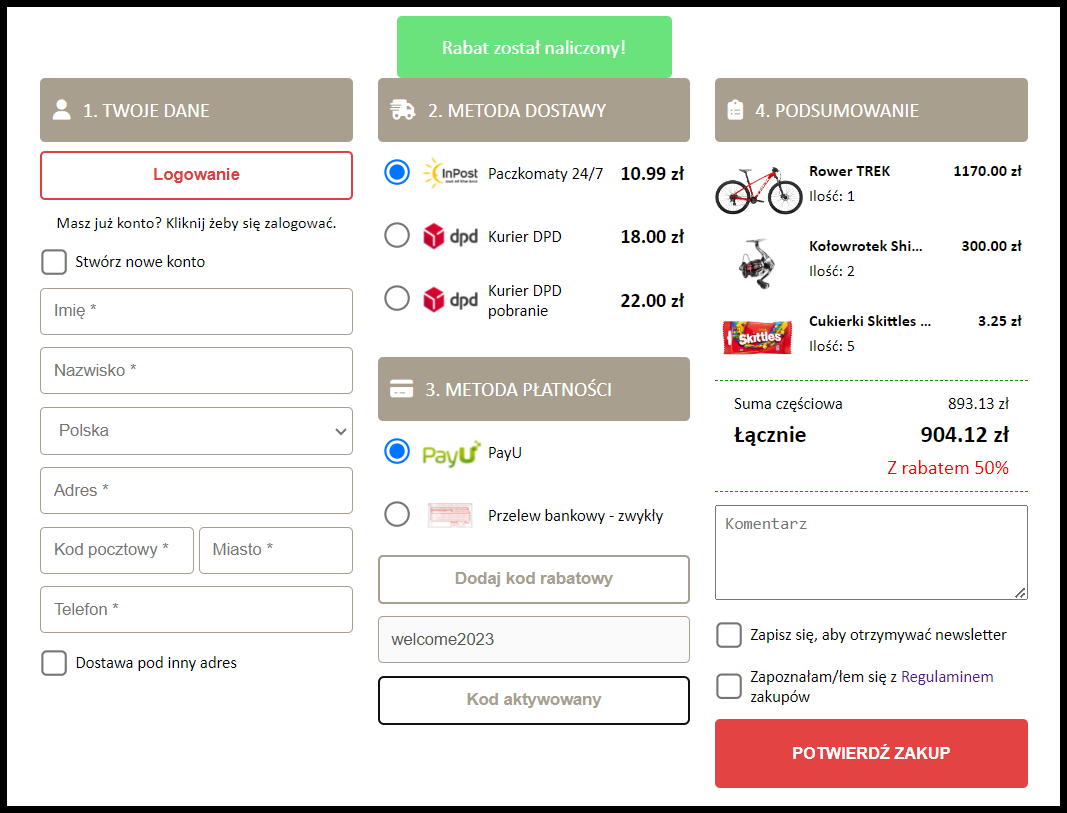 Rabat został naliczony!
1. TWOJE DANE
Logowanie
Masz już konto? Kliknij żeby się zalogować.
Stwórz nowe konto
Imię *
Nazwisko *
Polska
Adres *
Kod pocztowy *
Miasto *
Telefon *
Dostawa pod inny adres
2. METODA DOSTAWY
InPost Paczkomaty 24/7 10.99 zł
dpd Kurier DPD 18.00 zł
dpd Kurier DPD pobranie 22.00 zł
3. METODA PŁATNOŚCI
PayU PayU
Przelew bankowy - zwykły
Dodaj kod rabatowy
welcome2023
Kod aktywowany
4. PODSUMOWANIE
Rower TREK 1170.00 zł
Ilość: 1
Kołowrotek Shi... 300.00 zł
Ilość: 2
Skittles
Cukierki Skittles ... 3.25 zł
Ilość: 5
Suma częściowa 893.13 zł
Łącznie 904.12 zł
Z rabatem 50%
Komentarz
Zapisz się, aby otrzymywać newsletter
Zapoznałam/łem się z Regulaminem
zakupów
POTWIERDŹ ZAKUP